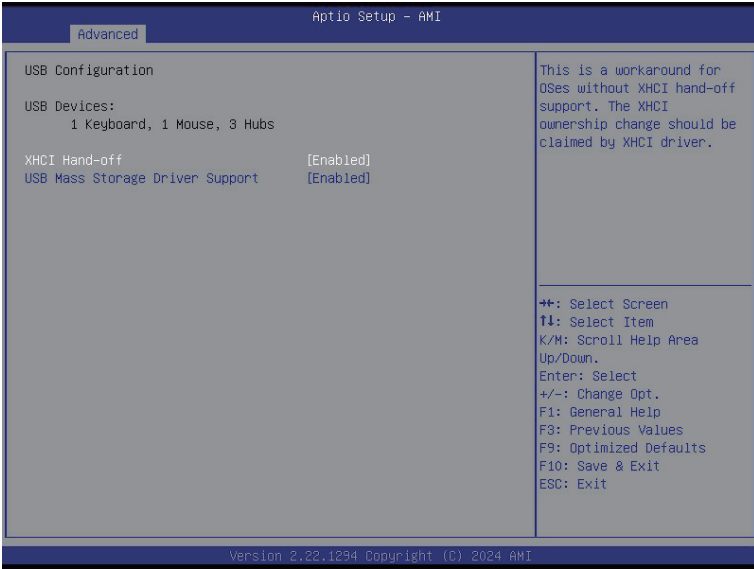 Aptio Setup – AMI
Advanced
USB Configuration
USB Devices:
1 Keyboard, 1 Mouse, 3 Hubs
XHCI Hand-off [Enabled]
USB Mass Storage Driver Support [Enabled]
This is a workaround for
OSes without XHCI hand-off
support. The XHCI
ownership change should be
claimed by XHCI driver.
→←: Select Screen
↑↓: Select Item
K/M: Scroll Help Area
Up/Down.
Enter: Select
+/-: Change Opt.
F1: General Help
F3: Previous Values
F9: Optimized Defaults
F10: Save & Exit
ESC: Exit
Version 2.22.1294 Copyright (C) 2024 AMI